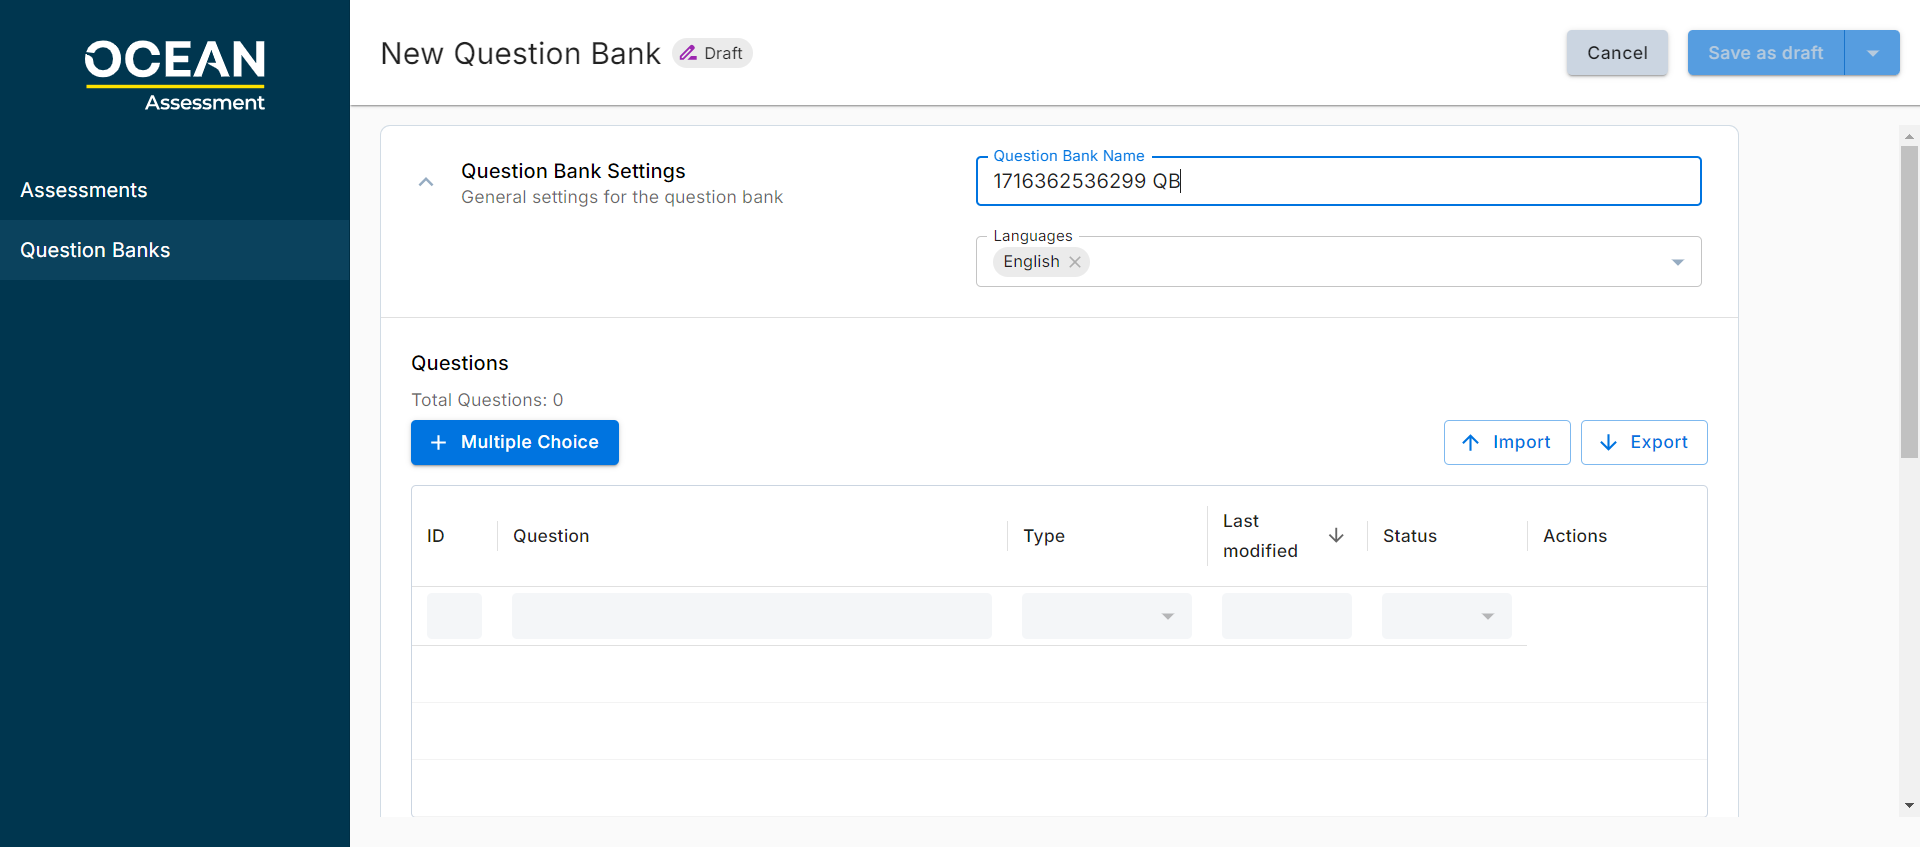 OCEAN
Assessment
Assessments
Question Banks
New Question Bank
Draft
Cancel
Save as draft
Question Bank Settings
General settings for the question bank
Question Bank Name
1716362536299 QB
Languages
English
Questions
Total Questions: 0
Multiple Choice
Import
Export
ID
Question
Type
Last
modified
Status
Actions